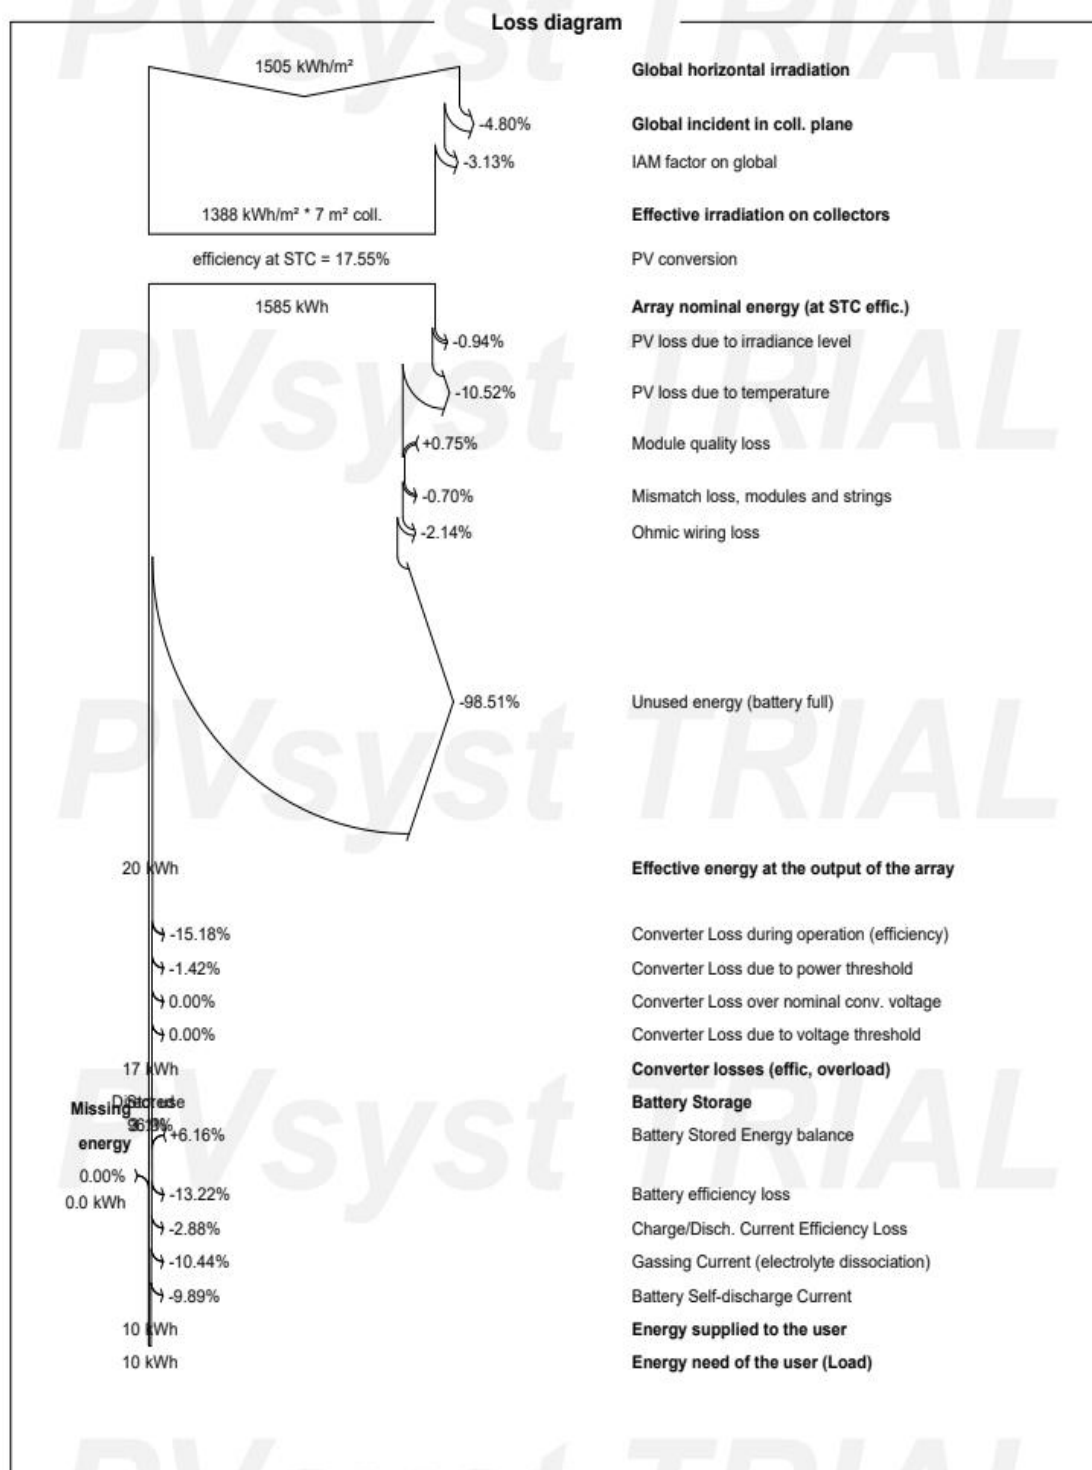 Loss diagram
1505 kWh/m² Global horizontal irradiation
-4.80% Global incident in coll. plane
-3.13% IAM factor on global
1388 kWh/m² * 7 m² coll. Effective irradiation on collectors
efficiency at STC = 17.55% PV conversion
1585 kWh Array nominal energy (at STC effic.)
-0.94% PV loss due to irradiance level
PVsyst TRIAL
-10.52% PV loss due to temperature
+0.75% Module quality loss
-0.70% Mismatch loss, modules and strings
-2.14% Ohmic wiring loss
-98.51% Unused energy (battery full)
PVsyst TRIAL
20 kWh Effective energy at the output of the array
-15.18% Converter Loss during operation (efficiency)
-1.42% Converter Loss due to power threshold
0.00% Converter Loss over nominal conv. voltage
0.00% Converter Loss due to voltage threshold
17 kWh Converter losses (effic, overload)
Missing Direct use Stored Battery Storage
energy +6.16% Battery Stored Energy balance
PVsyst TRIAL
0.00%
0.0 kWh -13.22% Battery efficiency loss
-2.88% Charge/Disch. Current Efficiency Loss
-10.44% Gassing Current (electrolyte dissociation)
-9.89% Battery Self-discharge Current
10 kWh Energy supplied to the user
10 kWh Energy need of the user (Load)